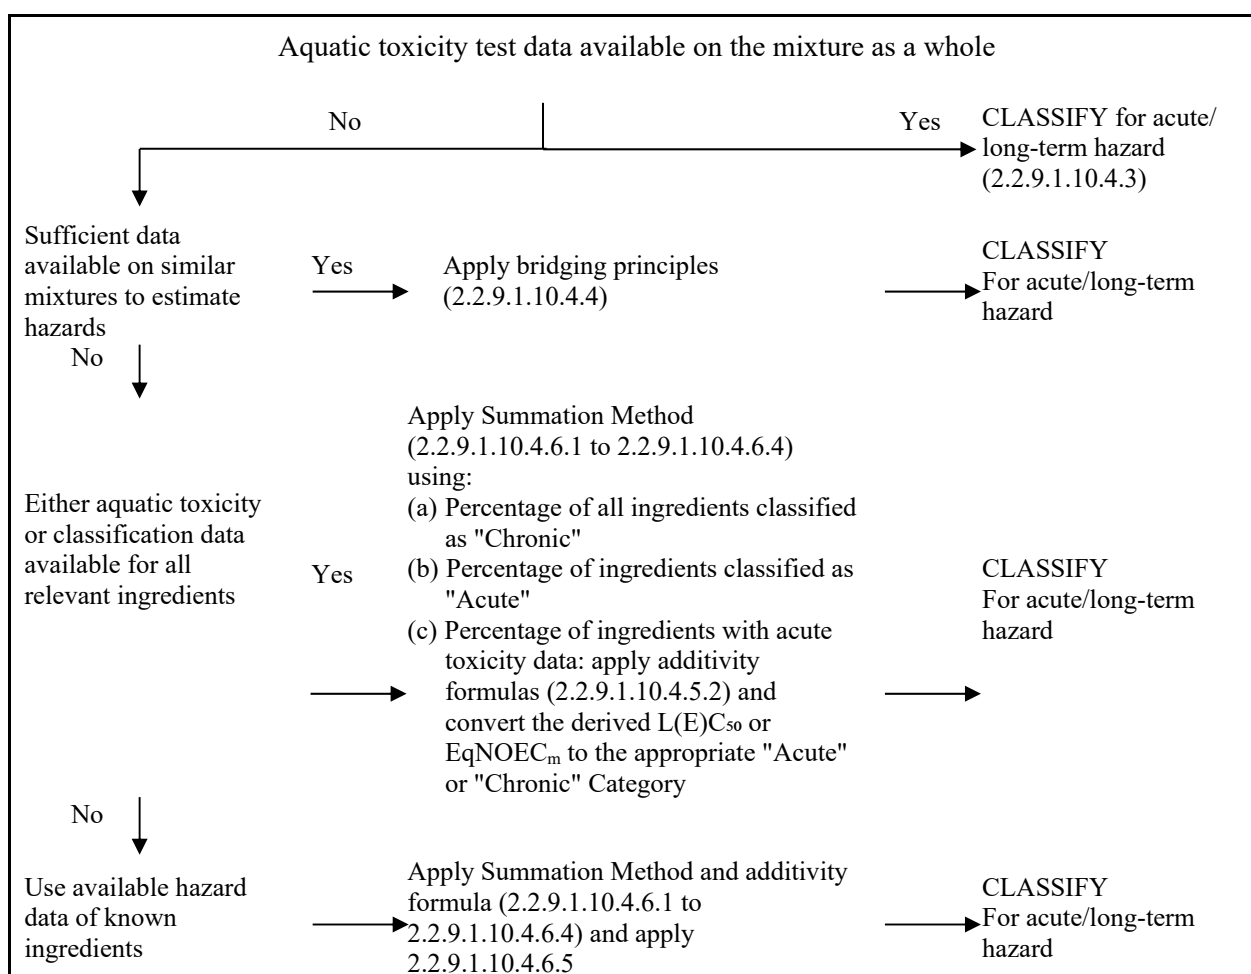 Aquatic toxicity test data available on the mixture as a whole
No
Yes
CLASSIFY for acute/
long-term hazard
(2.2.9.1.10.4.3)
Sufficient data
available on similar
mixtures to estimate
hazards
Yes
Apply bridging principles
(2.2.9.1.10.4.4)
CLASSIFY
For acute/long-term
hazard
No
Either aquatic toxicity
or classification data
available for all
relevant ingredients
Yes
Apply Summation Method
(2.2.9.1.10.4.6.1 to 2.2.9.1.10.4.6.4)
using:
(a) Percentage of all ingredients classified
as "Chronic"
(b) Percentage of ingredients classified as
"Acute"
(c) Percentage of ingredients with acute
toxicity data: apply additivity
formulas (2.2.9.1.10.4.5.2) and
convert the derived L(E)C₅₀ or
EqNOECₘ to the appropriate "Acute"
or "Chronic" Category
CLASSIFY
For acute/long-term
hazard
No
Use available hazard
data of known
ingredients
Apply Summation Method and additivity
formula (2.2.9.1.10.4.6.1 to
2.2.9.1.10.4.6.4) and apply
2.2.9.1.10.4.6.5
CLASSIFY
For acute/long-term
hazard